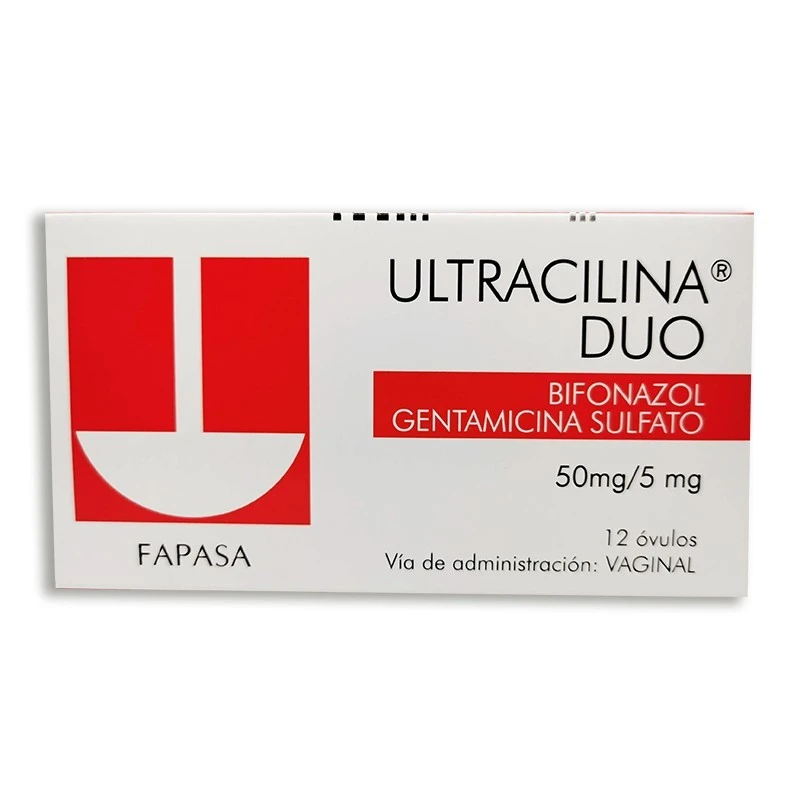 ULTRACILINA®
DUO
BIFONAZOL
GENTAMICINA SULFATO
50mg/5 mg
12 óvulos
Vía de administración: VAGINAL
FAPASA